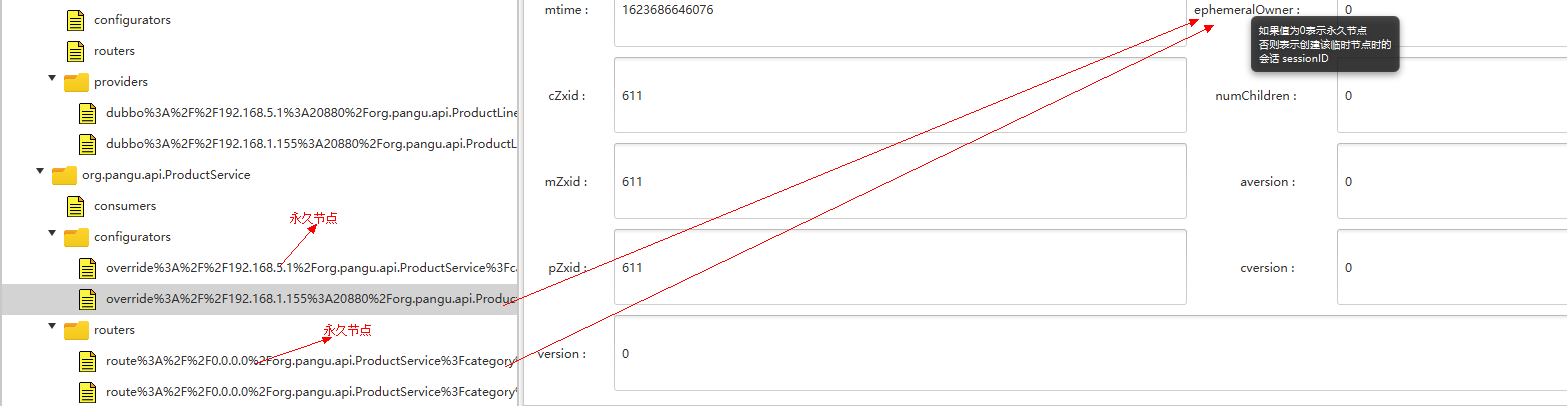 configurators
routers
providers
dubbo%3A%2F%2F192.168.5.1%3A20880%2Forg.pangu.api.ProductLine
dubbo%3A%2F%2F192.168.1.155%3A20880%2Forg.pangu.api.ProductL
org.pangu.api.ProductService
consumers
永久节点
configurators
override%3A%2F%2F192.168.5.1%2Forg.pangu.api.ProductService%3Fca
override%3A%2F%2F192.168.1.155%3A20880%2Forg.pangu.api.Produc
routers
永久节点
route%3A%2F%2F0.0.0.0%2Forg.pangu.api.ProductService%3Fcategory%
route%3A%2F%2F0.0.0.0%2Forg.pangu.api.ProductService%3Fcategory%
mtime : 1623686646076 ephemeralOwner : 0
如果值为0表示永久节点
否则表示创建该临时节点时的
会话 sessionID
cZxid : 611 numChildren : 0
mZxid : 611 aversion : 0
pZxid : 611 cversion : 0
version : 0